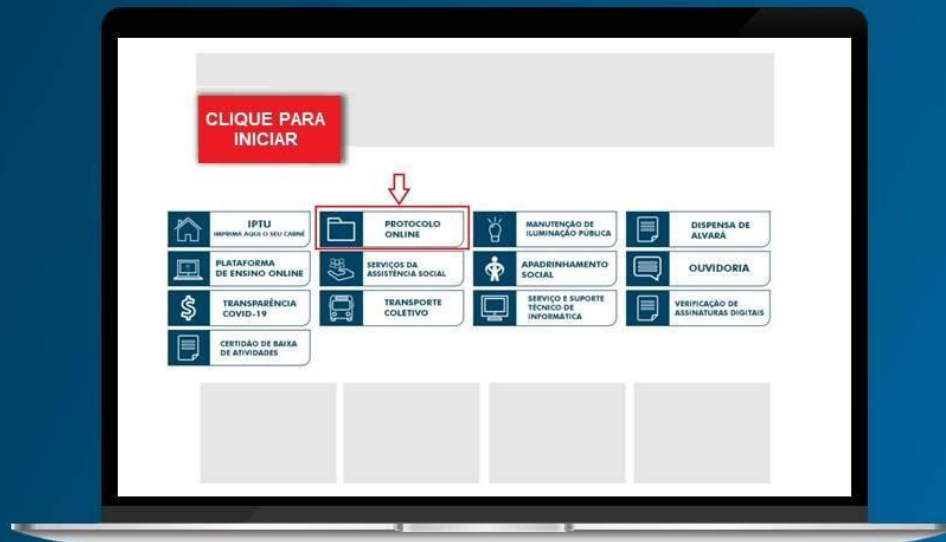 CLIQUE PARA
INICIAR
IPTU
IMPRIMA AQUI O SEU CARNÊ
PROTOCOLO
ONLINE
MANUTENÇÃO DE
ILUMINAÇÃO PÚBLICA
DISPENSA DE
ALVARÁ
PLATAFORMA
DE ENSINO ONLINE
SERVIÇOS DA
ASSISTÊNCIA SOCIAL
APADRINHAMENTO
SOCIAL
OUVIDORIA
TRANSPARÊNCIA
COVID-19
TRANSPORTE
COLETIVO
SERVIÇO E SUPORTE
TÉCNICO DE
INFORMÁTICA
VERIFICAÇÃO DE
ASSINATURAS DIGITAIS
CERTIDÃO DE BAIXA
DE ATIVIDADES